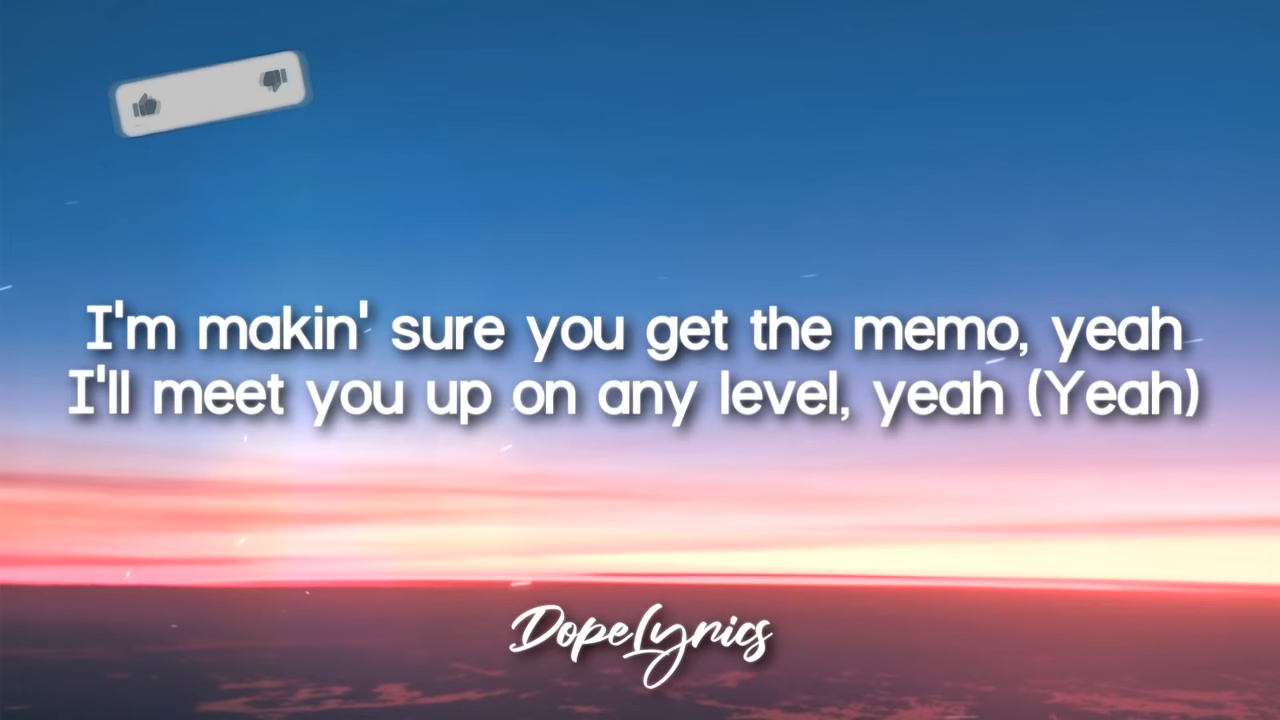 I'm makin' sure you get the memo, yeah
I'll meet you up on any level, yeah (Yeah)
DopeLyrics